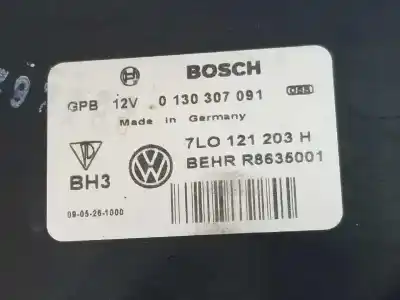 BOSCH
GPB 12V 0 130 307 091
Made in Germany
7LO 121 203 H
BEHR R8635001
BH3
09-05-26-1000